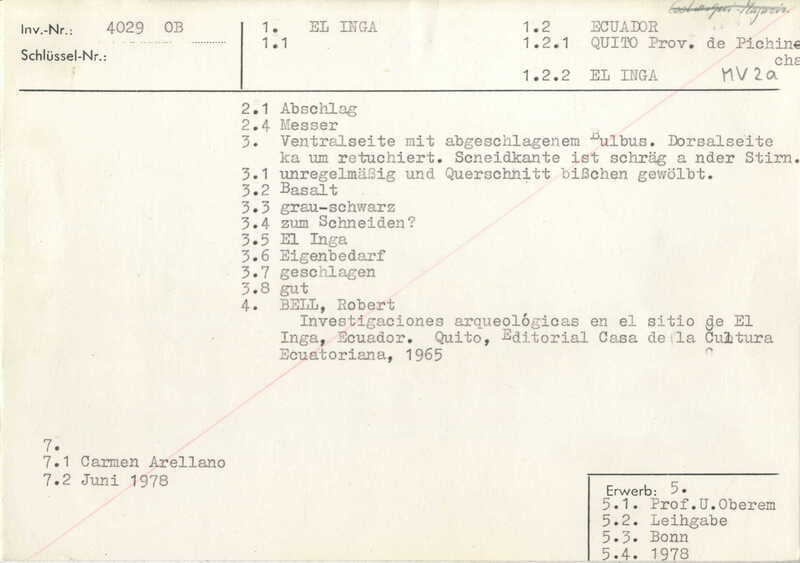 Inv.-Nr.: 4029 OB
Schlüssel-Nr.:
1. EL INGA
1.1
1.2 ECUADOR
1.2.1 QUITO Prov. de Pichin
cha
1.2.2 EL INGA MV2a
2.1 Abschlag
2.4 Messer
3. Ventralseite mit abgeschlagenem Bulbus. Dorsalseite
ka um retuchiert. Scneidkante ist schräg a nder Stirn.
3.1 unregelmäßig und Querschnitt bißchen gewölbt.
3.2 Basalt
3.3 grau-schwarz
3.4 zum Schneiden?
3.5 El Inga
3.6 Eigenbedarf
3.7 geschlagen
3.8 gut
4. BELL, Robert
Investigaciones arqueológicas en el sitio de El
Inga, Ecuador. Quito, Editorial Casa de la Cultura
Ecuatoriana, 1965
7.
7.1 Carmen Arellano
7.2 Juni 1978
Erwerb: 5.
5.1. Prof.U.Oberem
5.2. Leihgabe
5.3. Bonn
5.4. 1978